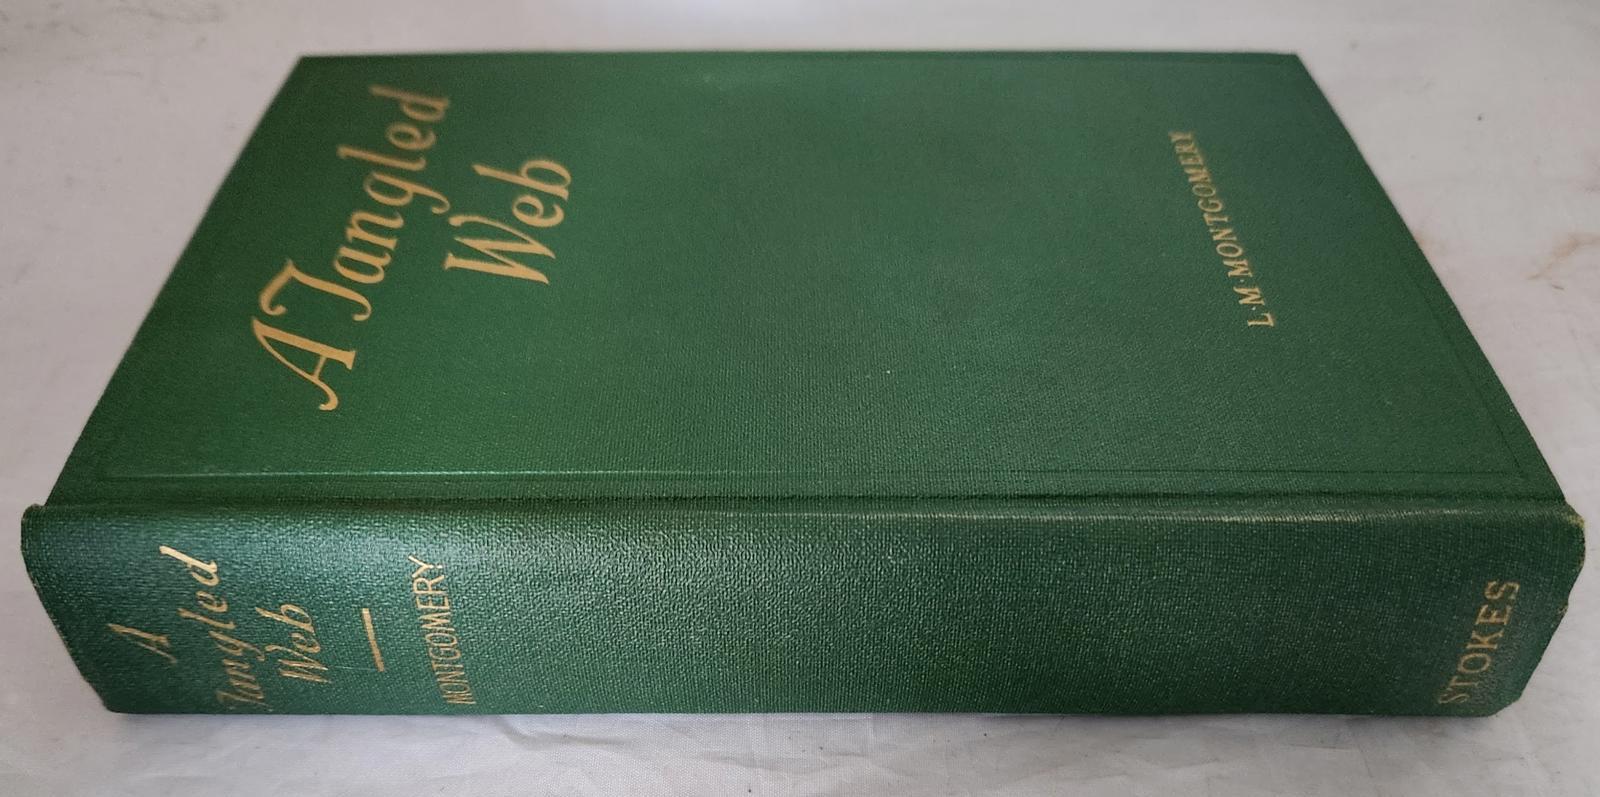 A Tangled
Web
L·M·MONTGOMERY
A
Tangled
Web
MONTGOMERY
STOKES